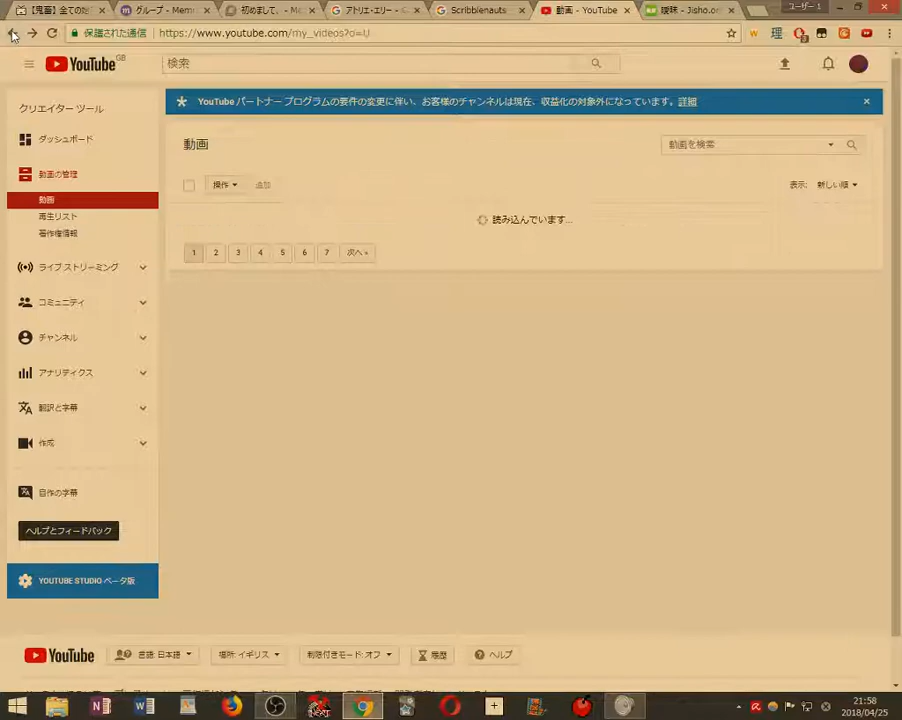 【鬼畜】全ての
グループ - Mem
初めまして、 - M
アトリエ・エリー -
Scribblenauts
動画 - YouTube
曖昧 - Jisho.or
ユーザー 1
保護された通信
https://www.youtube.com/my_videos?o=U
YouTube GB
検索
クリエイター ツール
YouTube パートナー プログラムの要件の変更に伴い、お客様のチャンネルは現在、収益化の対象外になっています。詳細
ダッシュボード
動画
動画を検索
動画の管理
操作
追加
表示: 新しい順
動画
再生リスト
読み込んでいます...
著作権情報
1 2 3 4 5 6 7 次へ »
ライブ ストリーミング
コミュニティ
チャンネル
アナリティクス
翻訳と字幕
作成
自作の字幕
ヘルプとフィードバック
YOUTUBE STUDIO ベータ版
YouTube
言語: 日本語
場所: イギリス
制限付きモード: オフ
履歴
ヘルプ
21:58
2018/04/25